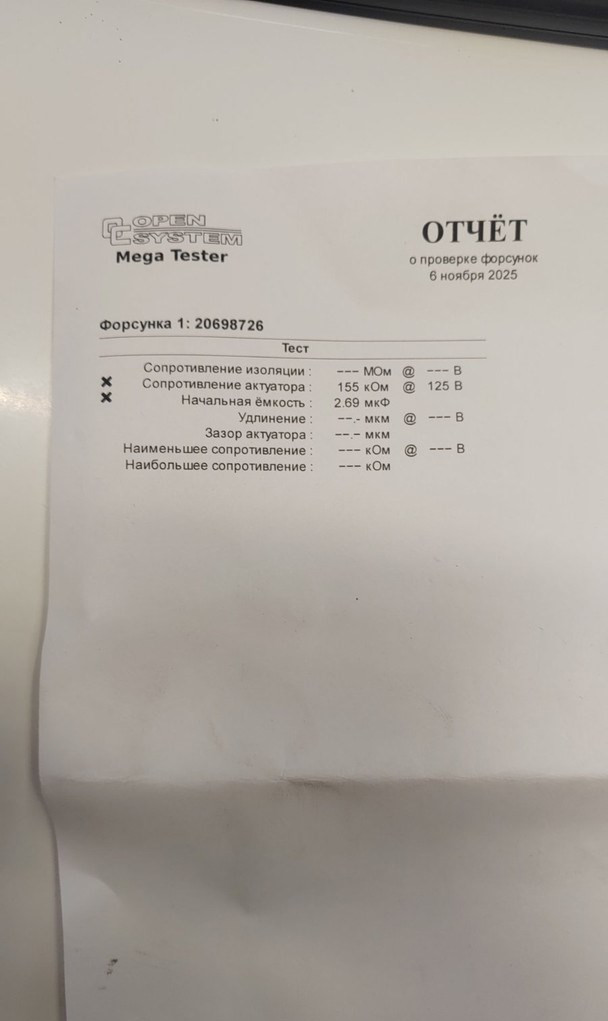 OPEN
SYSTEM
Mega Tester
ОТЧЁТ
о проверке форсунок
6 ноября 2025
Форсунка 1: 20698726
Тест
Сопротивление изоляции : --- МОм @ --- В
✖ Сопротивление актуатора : 155 кОм @ 125 В
✖ Начальная ёмкость : 2.69 мкФ
Удлинение : --.- мкм @ --- В
Зазор актуатора : --.- мкм
Наименьшее сопротивление : --- кОм @ --- В
Наибольшее сопротивление : --- кОм